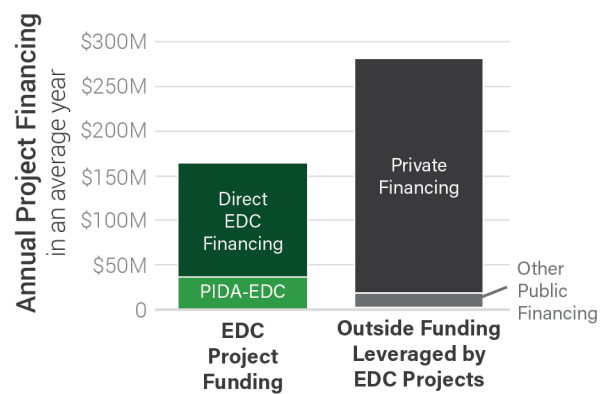 Annual Project Financing
in an average year
$300M
$250M
$200M
$150M
$100M
$50M
0
Direct
EDC
Financing
PIDA-EDC
Private
Financing
Other
Public
Financing
EDC
Project
Funding
Outside Funding
Leveraged by
EDC Projects